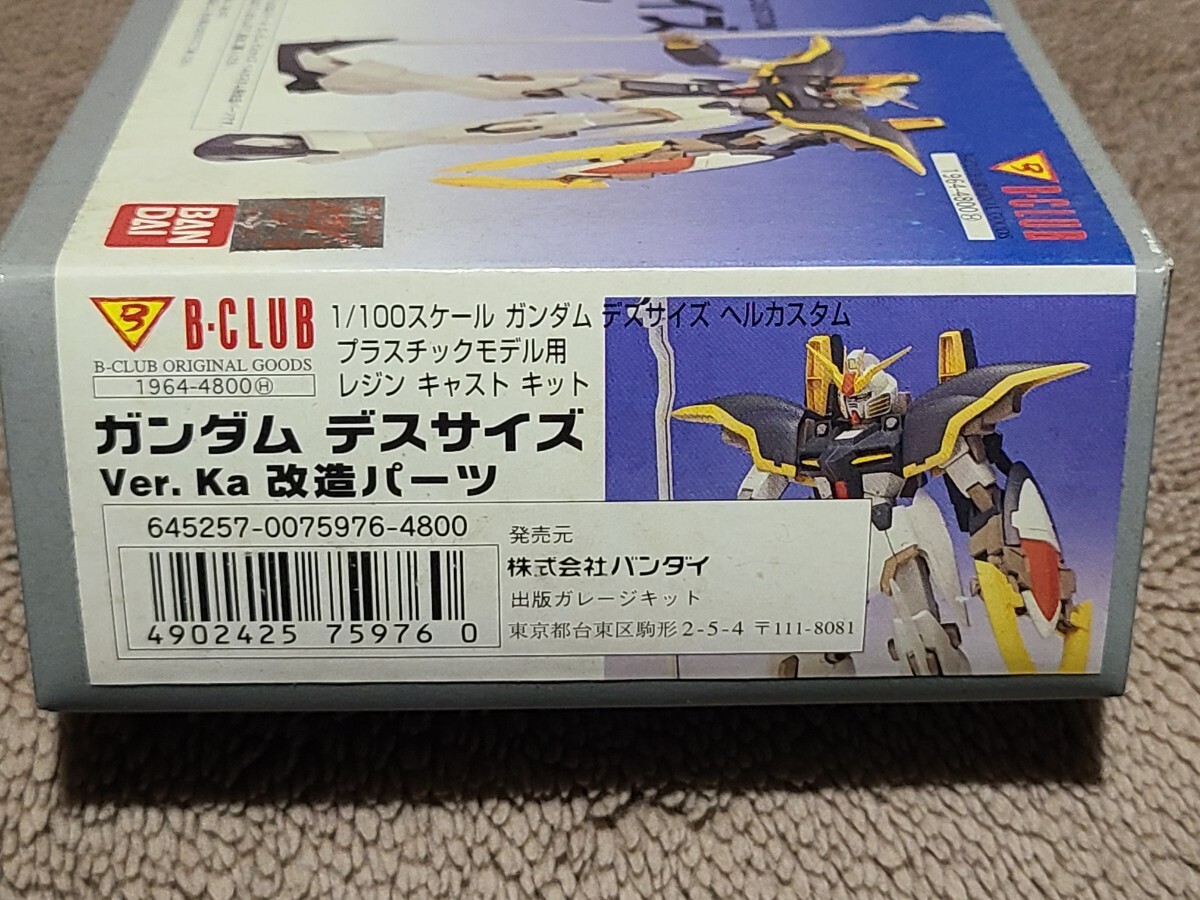 BAN
DAI
B-CLUB
1964-4800
B-CLUB
B-CLUB ORIGINAL GOODS
1964-4800Ⓗ
1/100スケール ガンダム デスサイズ ヘルカスタム
プラスチックモデル用
レジン キャスト キット
ガンダム デスサイズ
Ver. Ka 改造パーツ
645257-0075976-4800
4902425 75976 0
発売元
株式会社バンダイ
出版ガレージキット
東京都台東区駒形2-5-4 〒111-8081